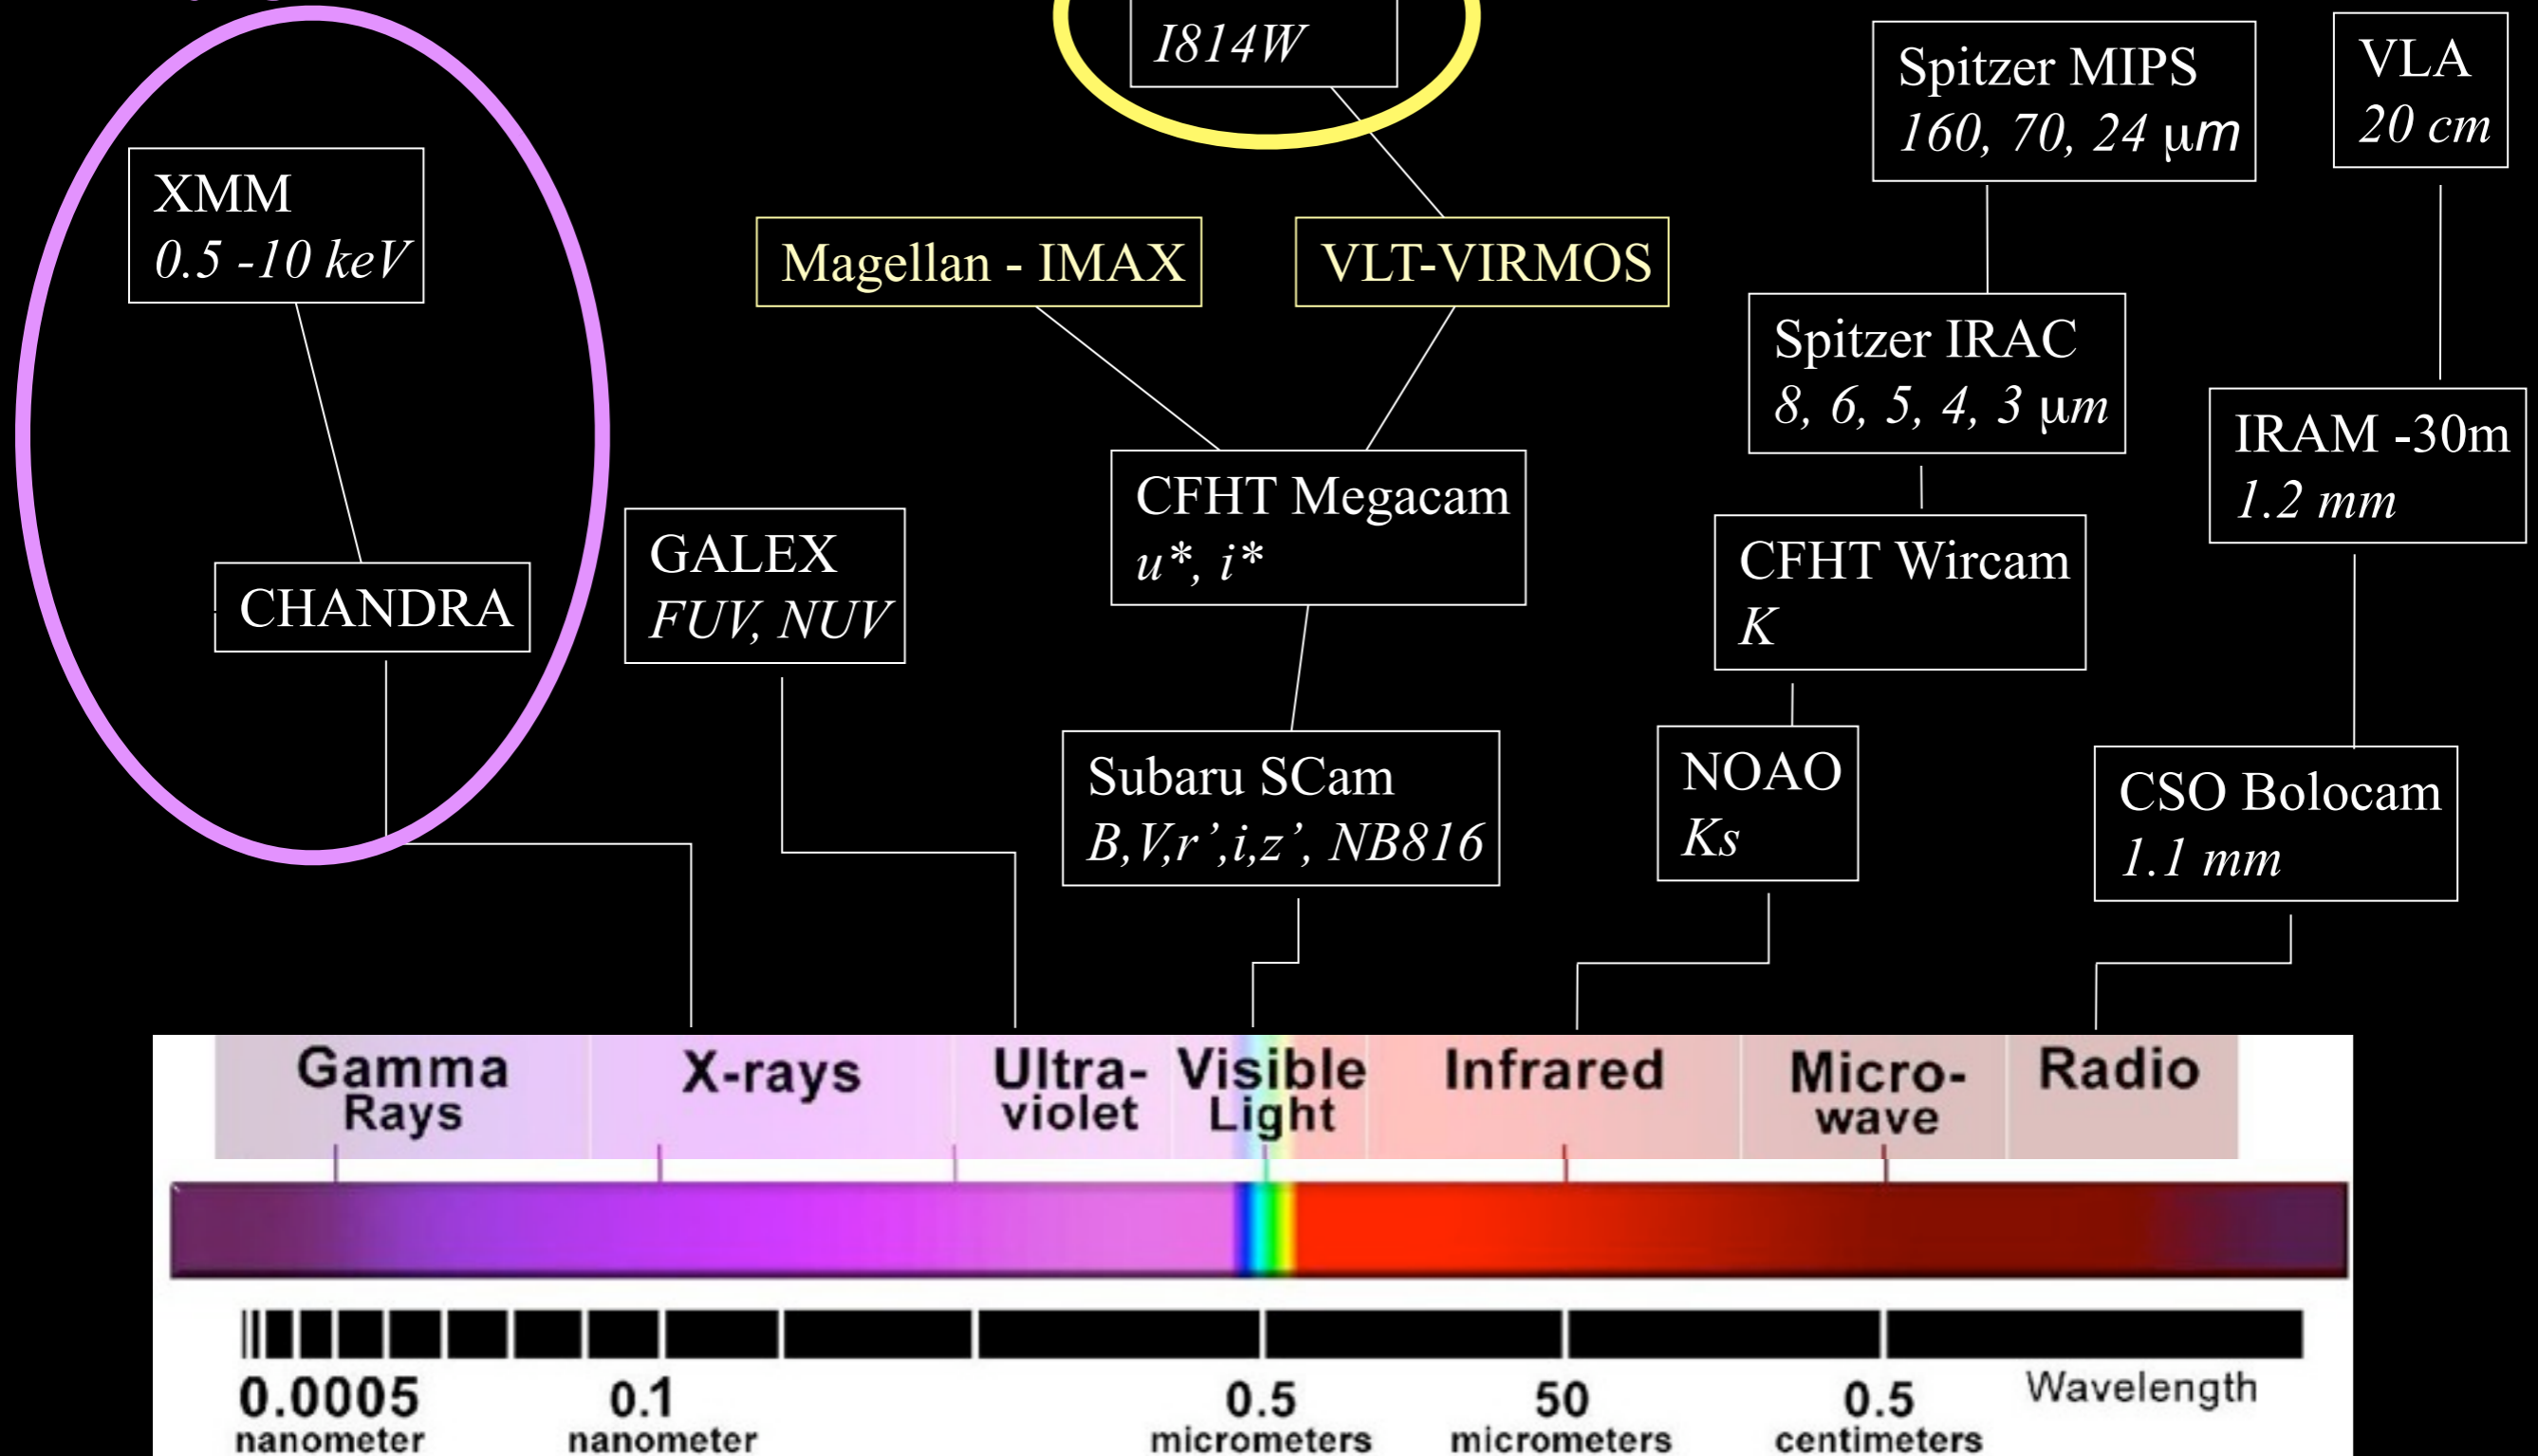 I814W
Spitzer MIPS
160, 70, 24 μm
VLA
20 cm
XMM
0.5 -10 keV
Magellan - IMAX
VLT-VIRMOS
Spitzer IRAC
8, 6, 5, 4, 3 μm
IRAM -30m
1.2 mm
CFHT Megacam
u*, i*
GALEX
FUV, NUV
CFHT Wircam
K
CHANDRA
Subaru SCam
B,V,r’,i,z’, NB816
NOAO
Ks
CSO Bolocam
1.1 mm
Gamma
Rays
X-rays
Ultra-
violet
Visible
Light
Infrared
Micro-
wave
Radio
0.0005
nanometer
0.1
nanometer
0.5
micrometers
50
micrometers
0.5
centimeters
Wavelength